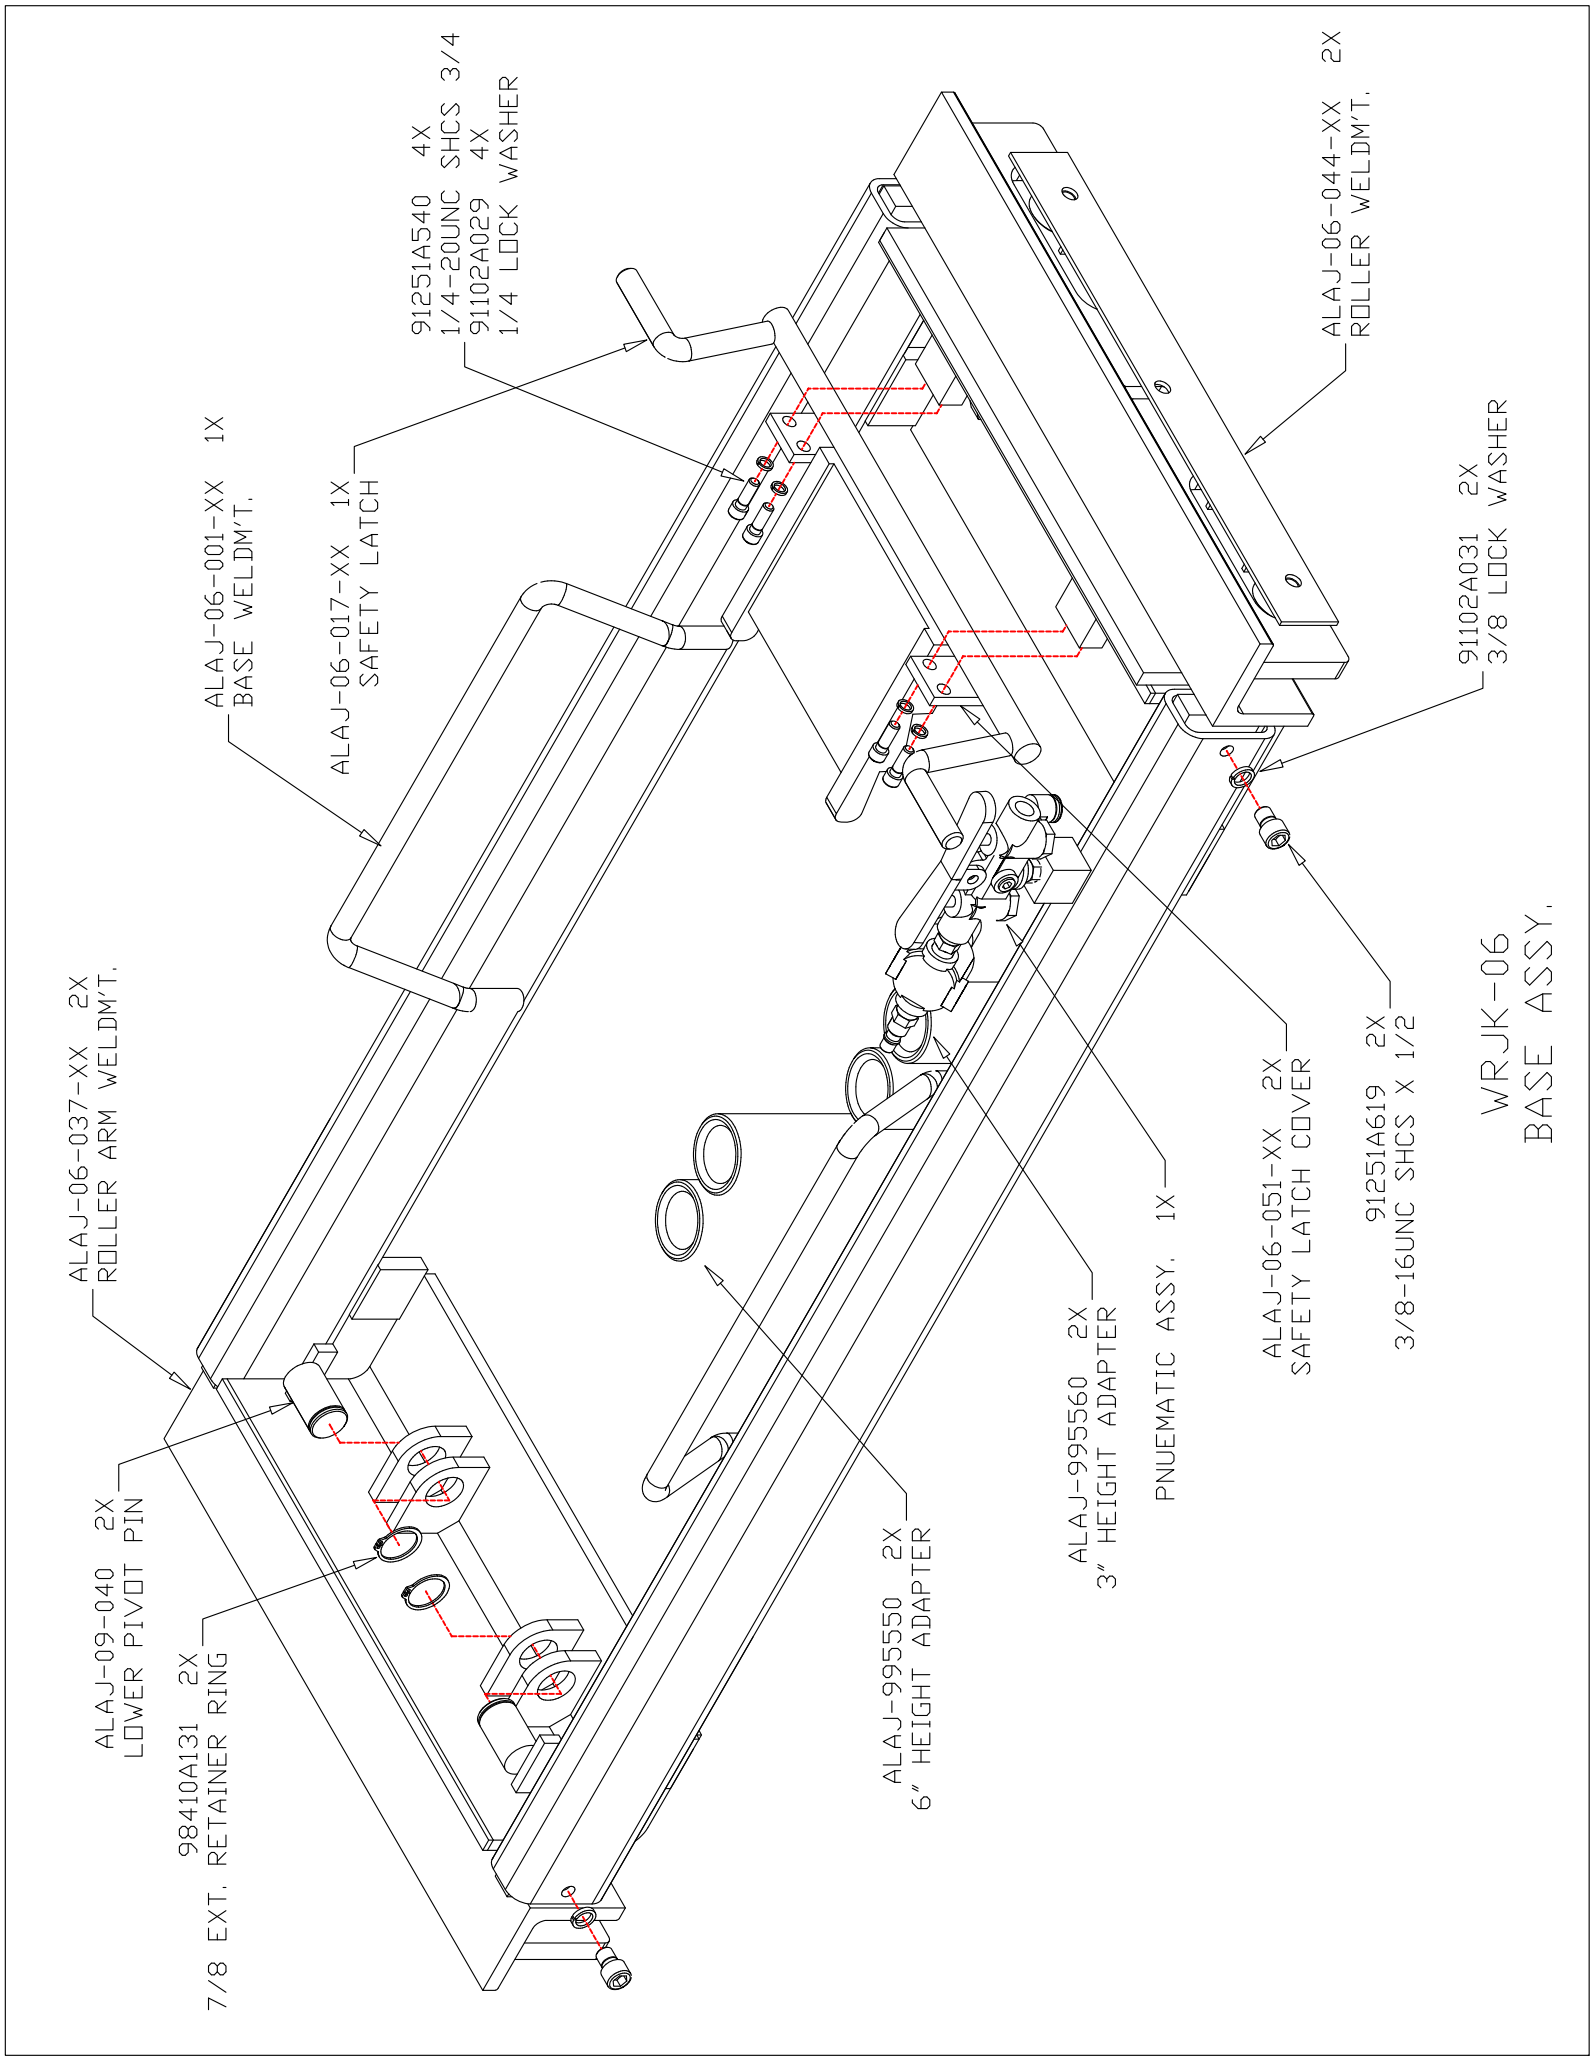 ALAJ-06-037-XX 2X
ROLLER ARM WELDM'T.
ALAJ-09-040 2X
LOWER PIVOT PIN
98410A131 2X
7/8 EXT. RETAINER RING
ALAJ-06-001-XX 1X
BASE WELDM'T.
ALAJ-06-017-XX 1X
SAFETY LATCH
91251A540 4X
1/4-20UNC SHCS 3/4
91102A029 4X
1/4 LOCK WASHER
ALAJ-995550 2X
6" HEIGHT ADAPTER
ALAJ-995560 2X
3" HEIGHT ADAPTER
PNUEMATIC ASSY. 1X
ALAJ-06-051-XX 2X
SAFETY LATCH COVER
91251A619 2X
3/8-16UNC SHCS X 1/2
91102A031 2X
3/8 LOCK WASHER
ALAJ-06-044-XX 2X
ROLLER WELDM'T.
WRJK-06
BASE ASSY.